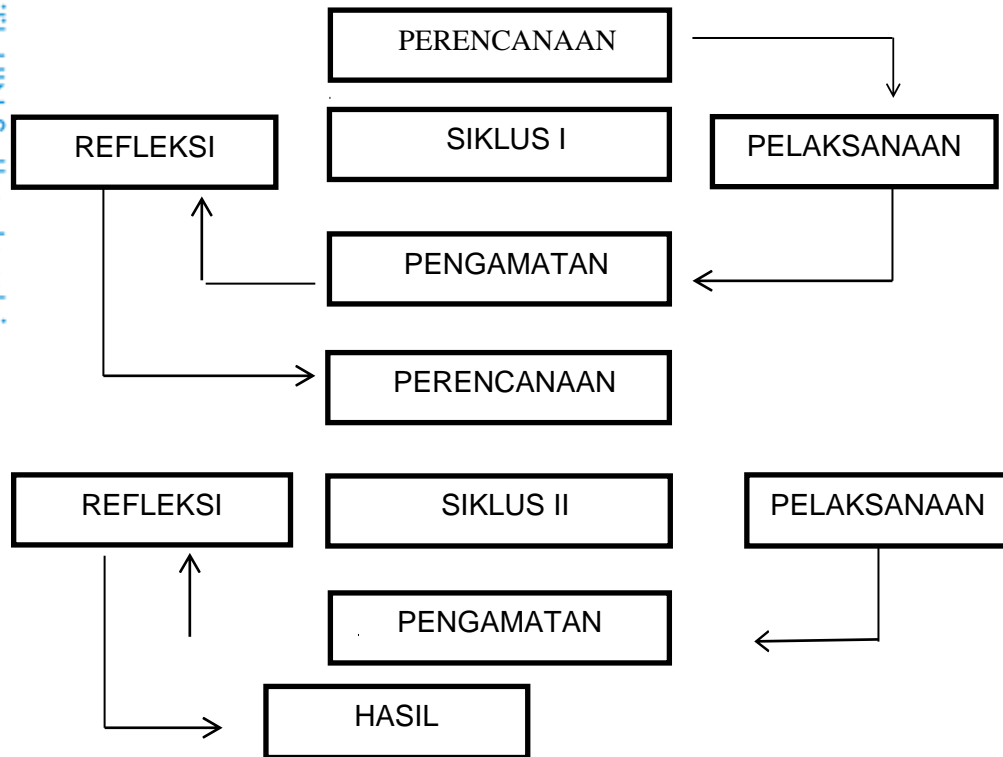 PERENCANAAN
REFLEKSI
SIKLUS I
PELAKSANAAN
PENGAMATAN
PERENCANAAN
REFLEKSI
SIKLUS II
PELAKSANAAN
PENGAMATAN
HASIL